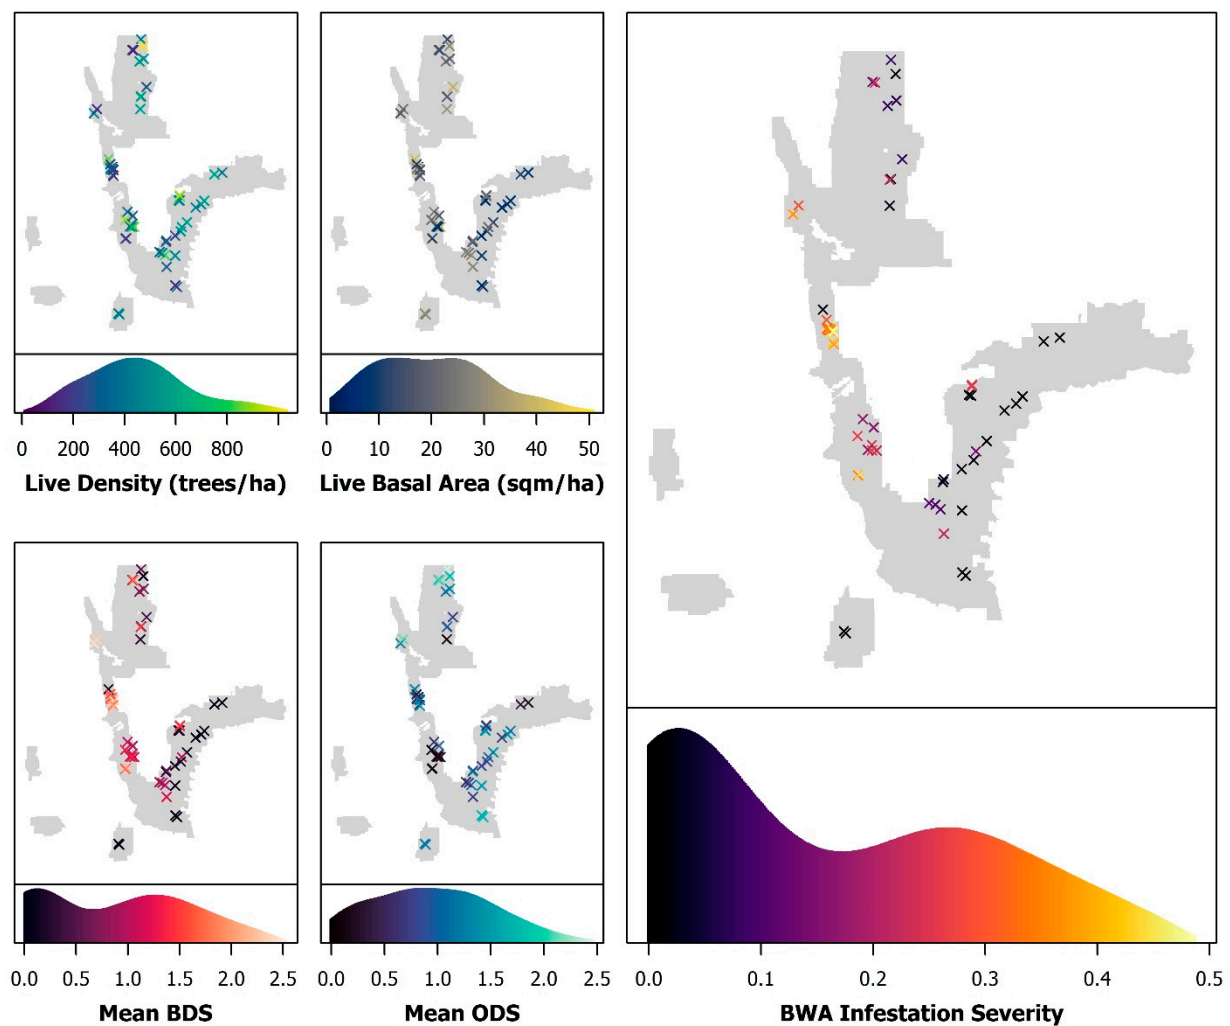 0 200 400 600 800
Live Density (trees/ha)
0 10 20 30 40 50
Live Basal Area (sqm/ha)
0.0 0.5 1.0 1.5 2.0 2.5
Mean BDS
0.0 0.5 1.0 1.5 2.0 2.5
Mean ODS
0.0 0.1 0.2 0.3 0.4 0.5
BWA Infestation Severity